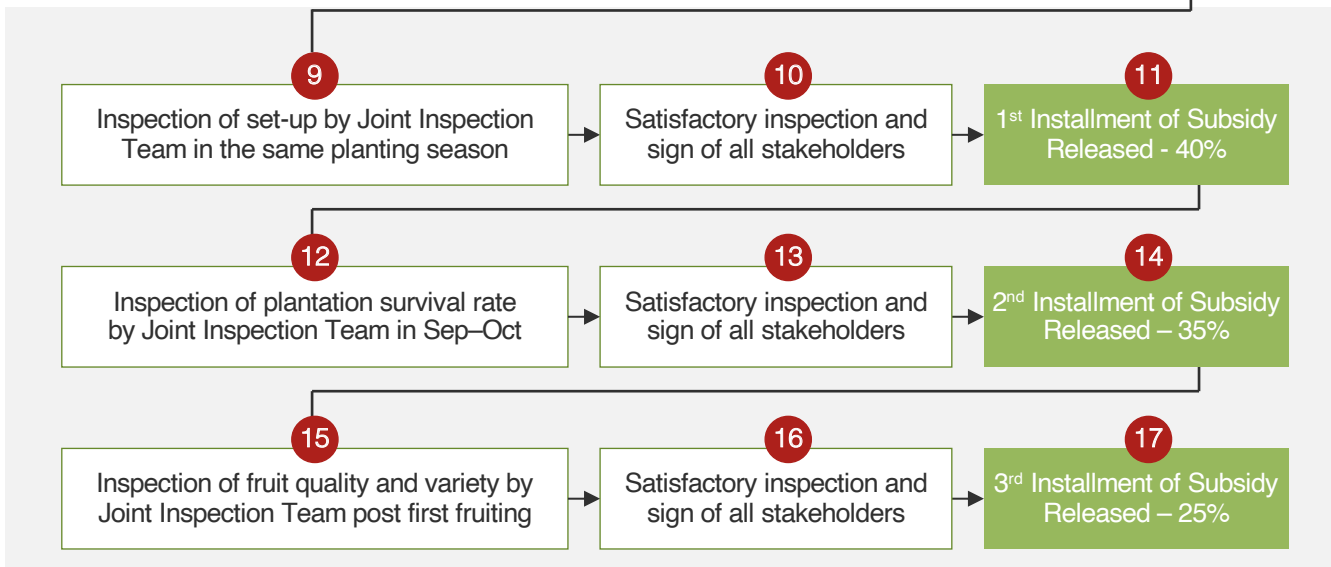 9
Inspection of set-up by Joint Inspection
Team in the same planting season
10
Satisfactory inspection and
sign of all stakeholders
11
1st Installment of Subsidy
Released - 40%
12
Inspection of plantation survival rate
by Joint Inspection Team in Sep–Oct
13
Satisfactory inspection and
sign of all stakeholders
14
2nd Installment of Subsidy
Released – 35%
15
Inspection of fruit quality and variety by
Joint Inspection Team post first fruiting
16
Satisfactory inspection and
sign of all stakeholders
17
3rd Installment of Subsidy
Released – 25%